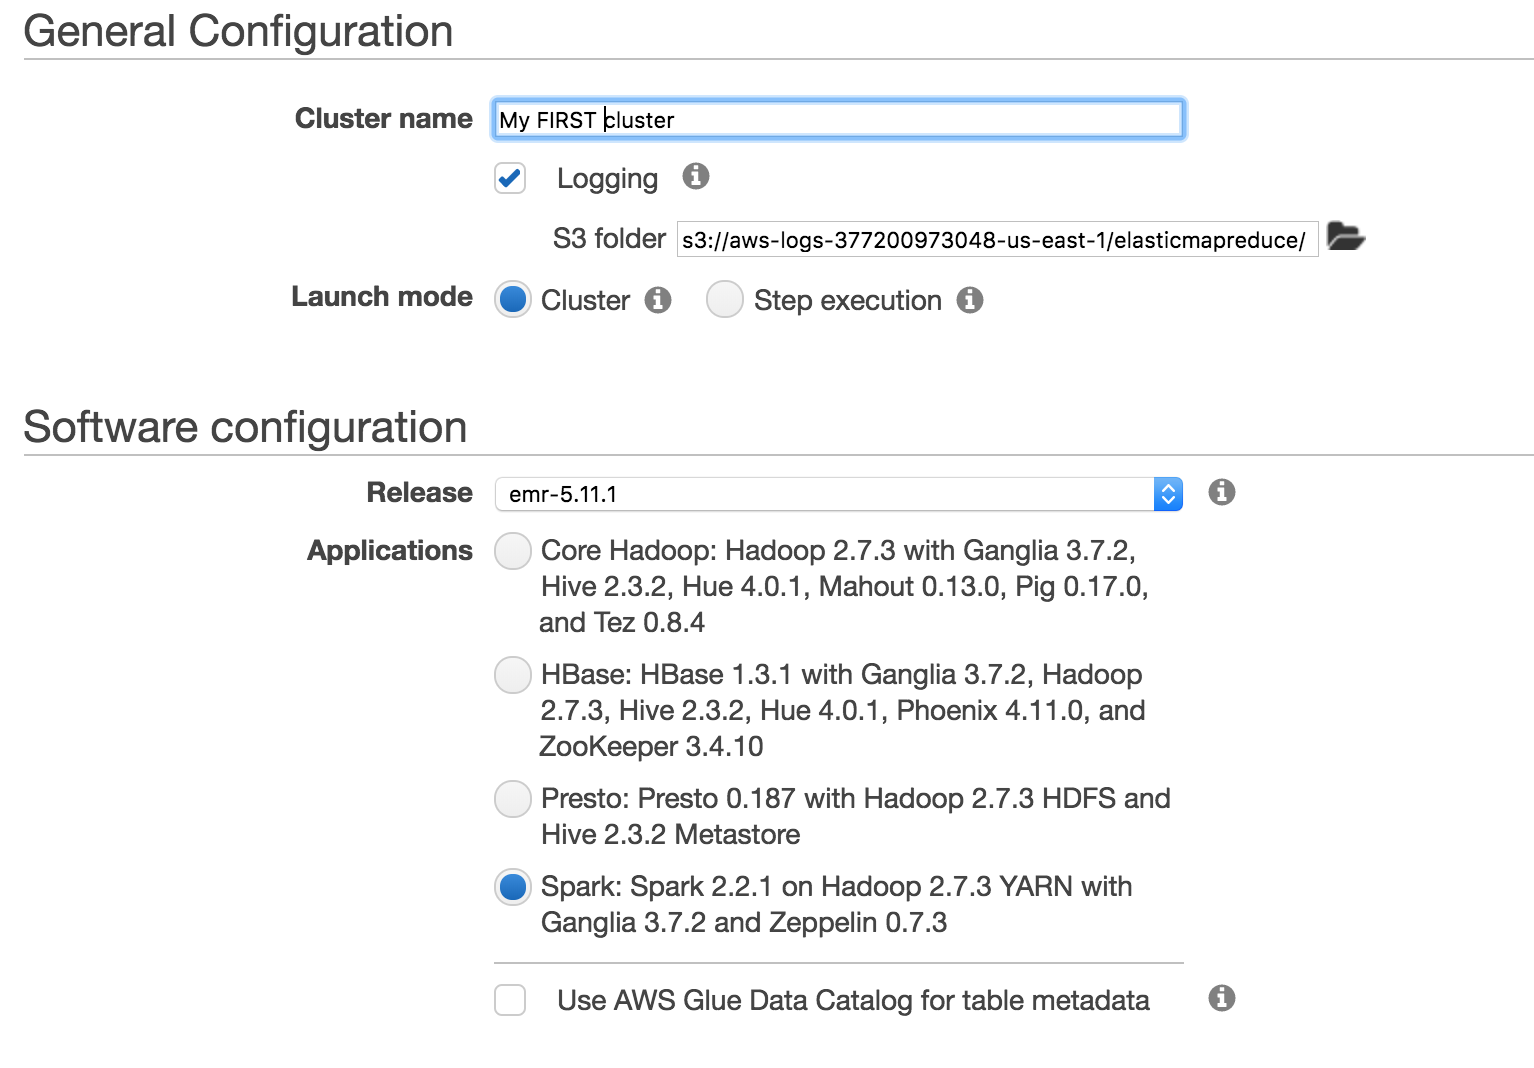 General Configuration
Cluster name
My FIRST cluster
Logging
S3 folder
s3://aws-logs-377200973048-us-east-1/elasticmapreduce/
Launch mode
Cluster
Step execution
Software configuration
Release
emr-5.11.1
Applications
Core Hadoop: Hadoop 2.7.3 with Ganglia 3.7.2,
Hive 2.3.2, Hue 4.0.1, Mahout 0.13.0, Pig 0.17.0,
and Tez 0.8.4
HBase: HBase 1.3.1 with Ganglia 3.7.2, Hadoop
2.7.3, Hive 2.3.2, Hue 4.0.1, Phoenix 4.11.0, and
ZooKeeper 3.4.10
Presto: Presto 0.187 with Hadoop 2.7.3 HDFS and
Hive 2.3.2 Metastore
Spark: Spark 2.2.1 on Hadoop 2.7.3 YARN with
Ganglia 3.7.2 and Zeppelin 0.7.3
Use AWS Glue Data Catalog for table metadata